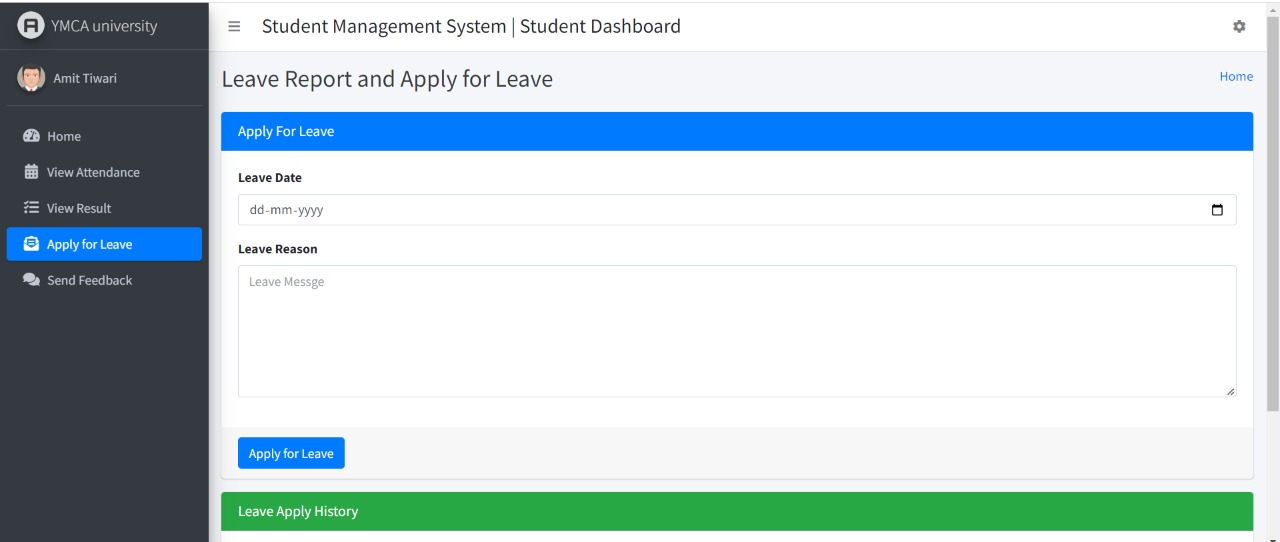 YMCA university
Student Management System | Student Dashboard
Amit Tiwari
Leave Report and Apply for Leave
Home
Home
View Attendance
View Result
Apply for Leave
Send Feedback
Apply For Leave
Leave Date
dd-mm-yyyy
Leave Reason
Leave Messge
Apply for Leave
Leave Apply History